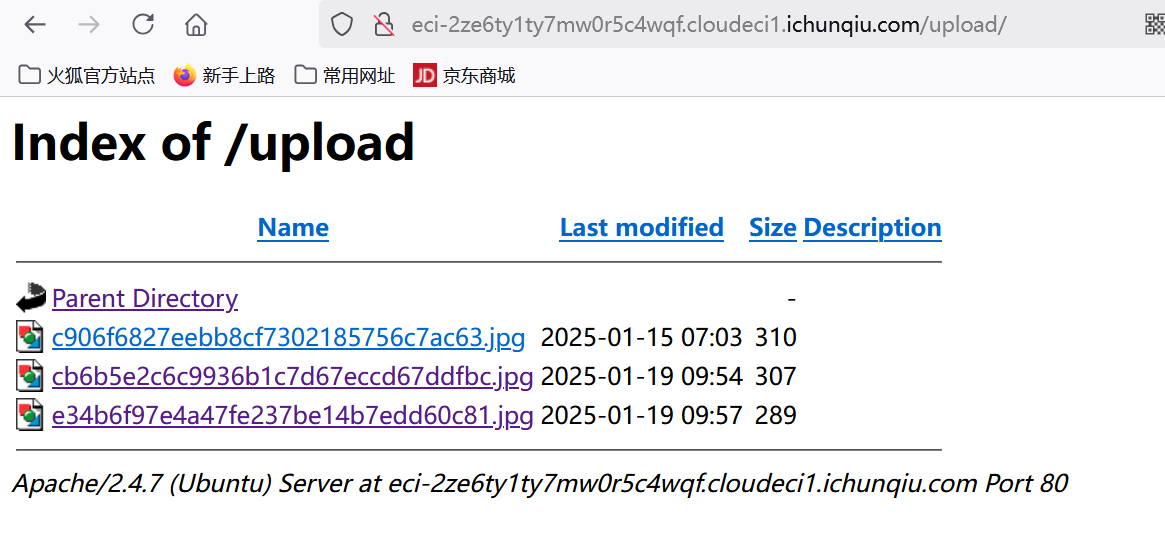 eci-2ze6ty1ty7mw0r5c4wqf.cloudeci1.ichunqiu.com/upload/
火狐官方站点 新手上路 常用网址 JD 京东商城
Index of /upload
Name Last modified Size Description
Parent Directory -
c906f6827eebb8cf7302185756c7ac63.jpg 2025-01-15 07:03 310
cb6b5e2c6c9936b1c7d67eccd67ddfbc.jpg 2025-01-19 09:54 307
e34b6f97e4a47fe237be14b7edd60c81.jpg 2025-01-19 09:57 289
Apache/2.4.7 (Ubuntu) Server at eci-2ze6ty1ty7mw0r5c4wqf.cloudeci1.ichunqiu.com Port 80